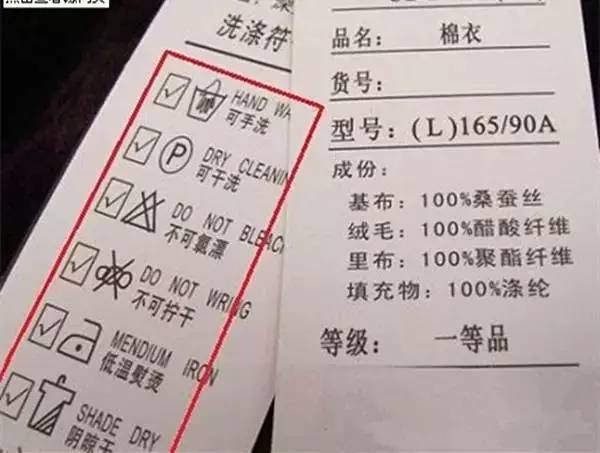 洗涤符
HAND WA
可手洗
P
DRY CLEANIN
可干洗
DO NOT BLEAC
不可氯漂
DO NOT WRING
不可拧干
MENDIUM IRON
低温熨烫
SHADE DRY
阴晾干
品名： 棉衣
货号：
型号：(L)165/90A
成份：
基布：100%桑蚕丝
绒毛：100%醋酸纤维
里布：100%聚酯纤维
填充物：100%涤纶
等级： 一等品